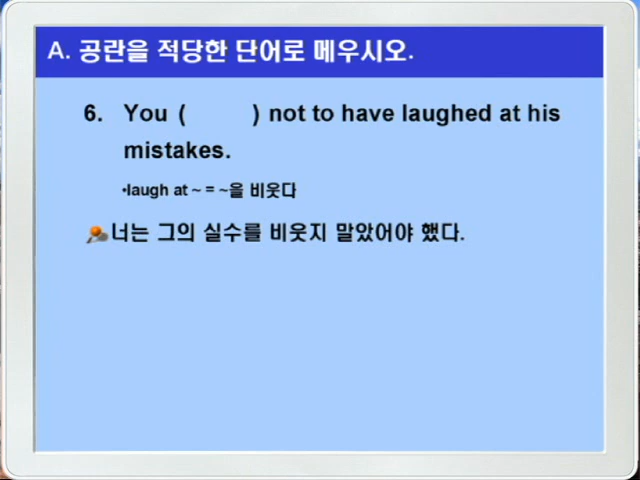 A. 공란을 적당한 단어로 메우시오.
6. You (          ) not to have laughed at his
mistakes.
•laugh at ~ = ~을 비웃다
너는 그의 실수를 비웃지 말았어야 했다.